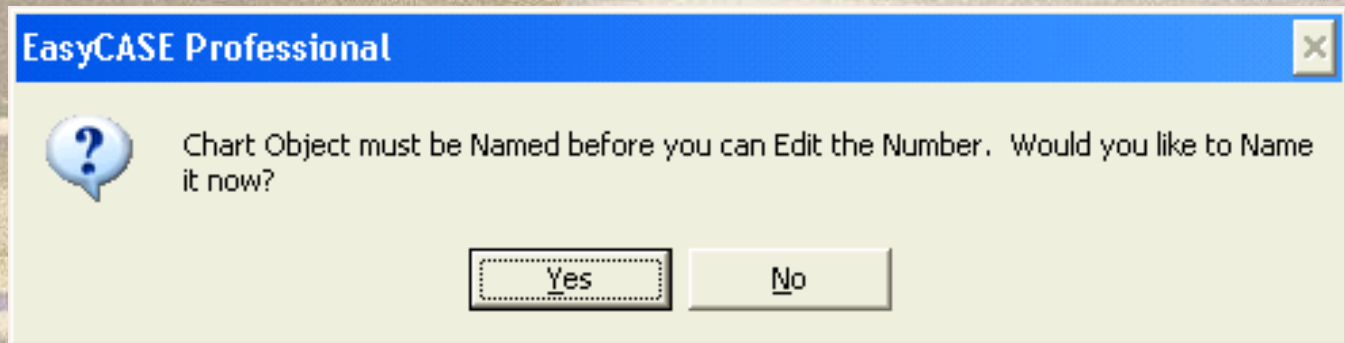 EasyCASE Professional
Chart Object must be Named before you can Edit the Number.  Would you like to Name
it now?
Yes
No